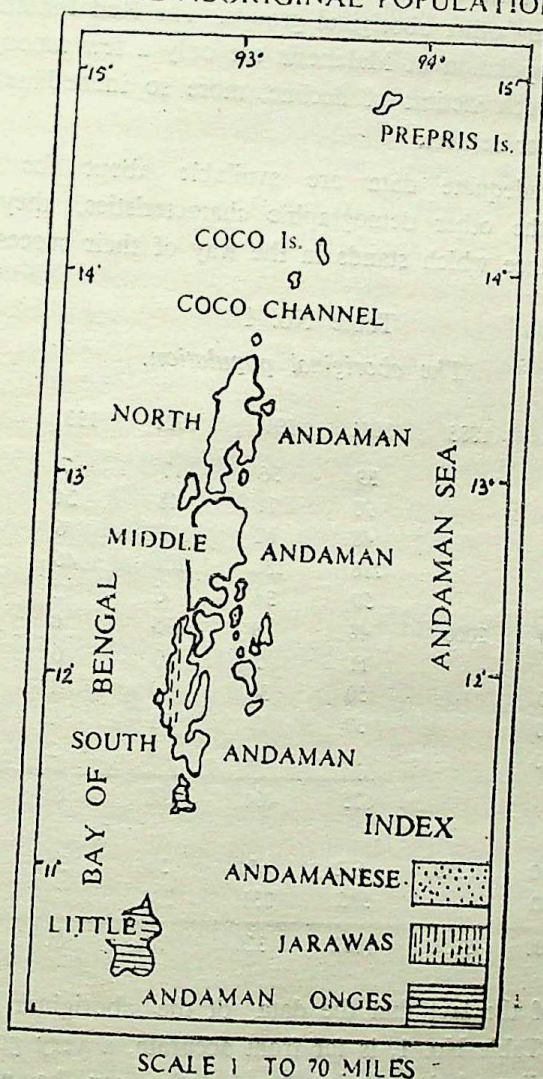 ABORIGINAL POPULATION
93°
94°
15°
15°
PREPRIS Is.
COCO Is.
14°
14°
COCO CHANNEL
NORTH
ANDAMAN
13°
13°
MIDDLE
ANDAMAN
ANDAMAN SEA
BAY OF BENGAL
12°
12°
SOUTH
ANDAMAN
INDEX
11°
ANDAMANESE
LITTLE
JARAWAS
ANDAMAN
ONGES
SCALE 1 TO 70 MILES